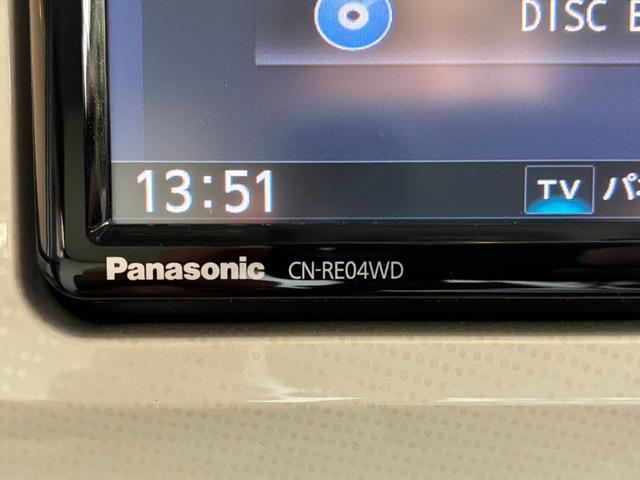 DISC
13:51
TV
Panasonic CN-RE04WD